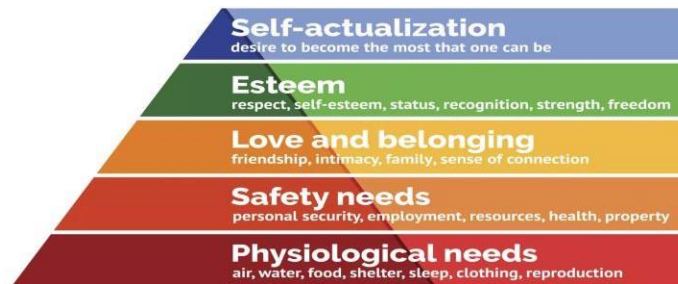 Self-actualization
desire to become the most that one can be
Esteem
respect, self-esteem, status, recognition, strength, freedom
Love and belonging
friendship, intimacy, family, sense of connection
Safety needs
personal security, employment, resources, health, property
Physiological needs
air, water, food, shelter, sleep, clothing, reproduction